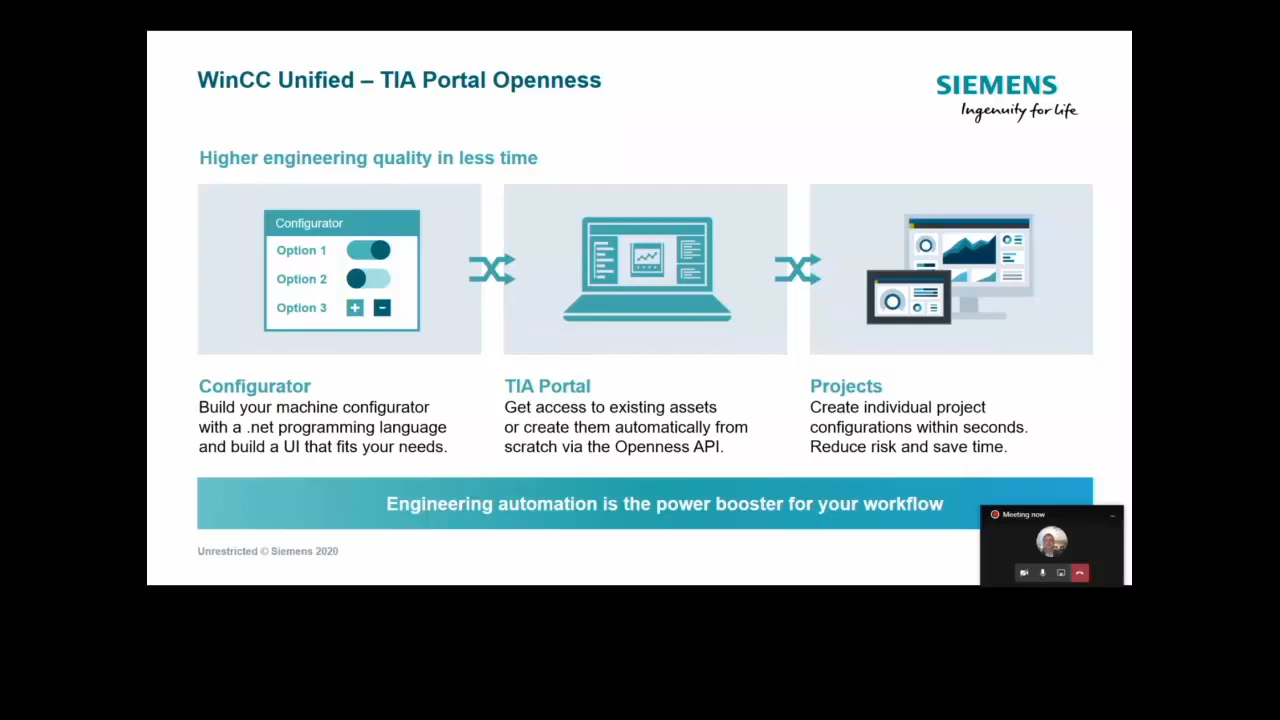 WinCC Unified – TIA Portal Openness
SIEMENS
Ingenuity for life
Higher engineering quality in less time
Configurator
Option 1
Option 2
Option 3
+ -
Configurator
Build your machine configurator
with a .net programming language
and build a UI that fits your needs.
TIA Portal
Get access to existing assets
or create them automatically from
scratch via the Openness API.
Projects
Create individual project
configurations within seconds.
Reduce risk and save time.
Engineering automation is the power booster for your workflow
Meeting now
Unrestricted © Siemens 2020